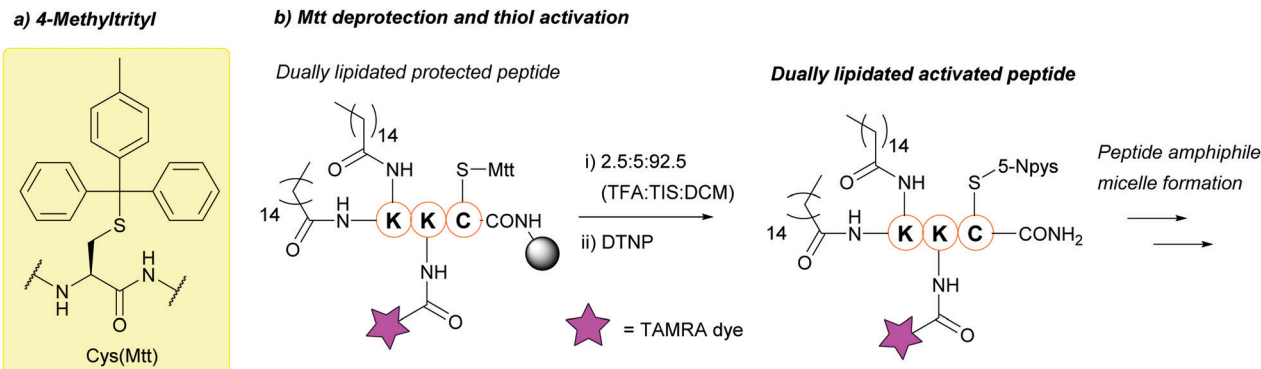 a) 4-Methyltrityl
S
N
H
H
N
O
Cys(Mtt)
b) Mtt deprotection and thiol activation
Dually lipidated protected peptide
14
O
NH
S Mtt
14
O
H
N
K K C CONH
NH
O
i) 2.5:5:92.5
(TFA:TIS:DCM)
ii) DTNP
= TAMRA dye
Dually lipidated activated peptide
14
O
NH
S 5-Npys
14
O
H
N
K K C CONH₂
NH
O
Peptide amphiphile
micelle formation